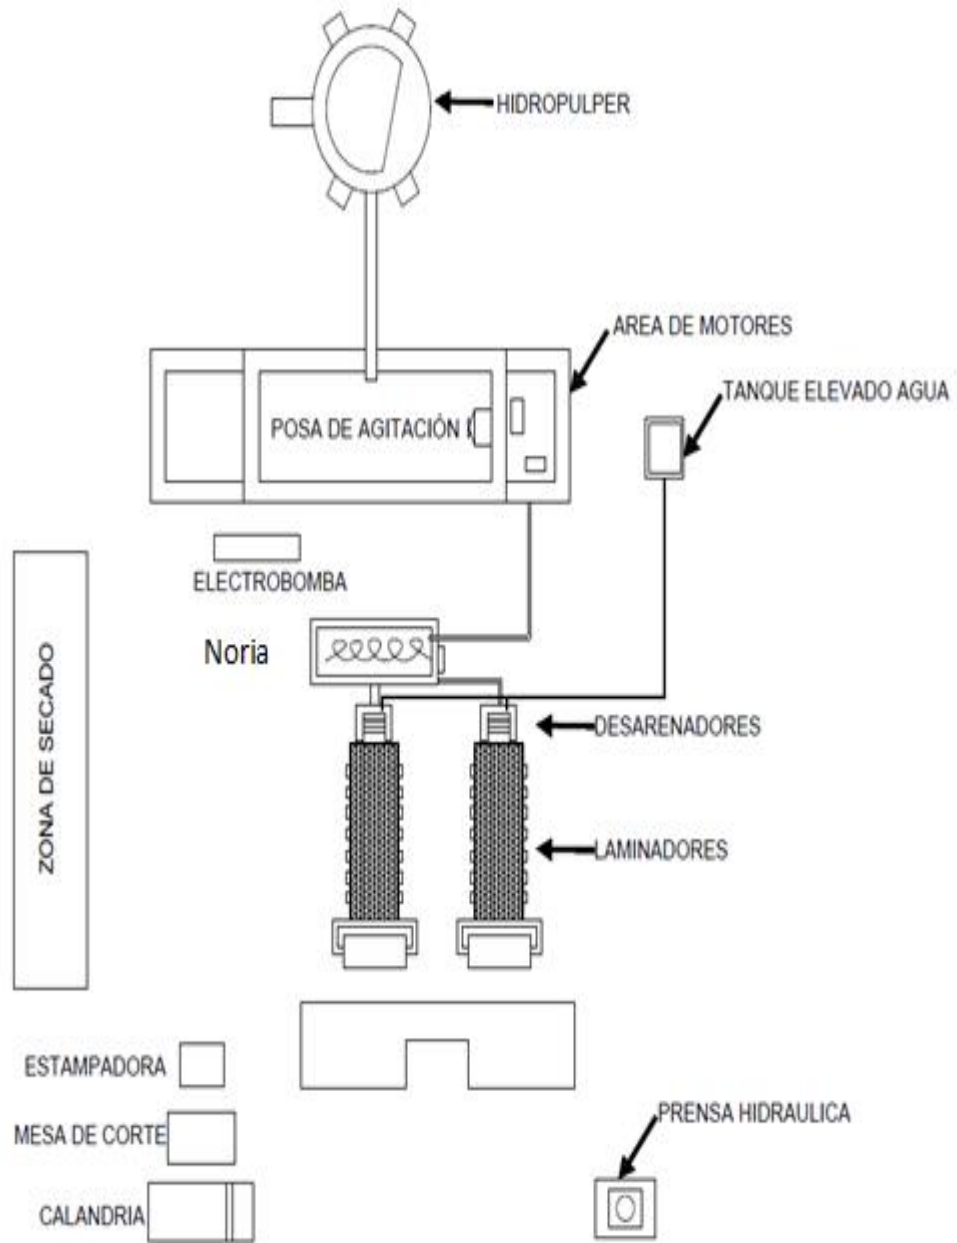 HIDROPULPER
AREA DE MOTORES
TANQUE ELEVADO AGUA
POSA DE AGITACIÓN
ELECTROBOMBA
Noria
ZONA DE SECADO
DESARENADORES
LAMINADORES
ESTAMPADORA
MESA DE CORTE
PRENSA HIDRAULICA
CALANDRIA